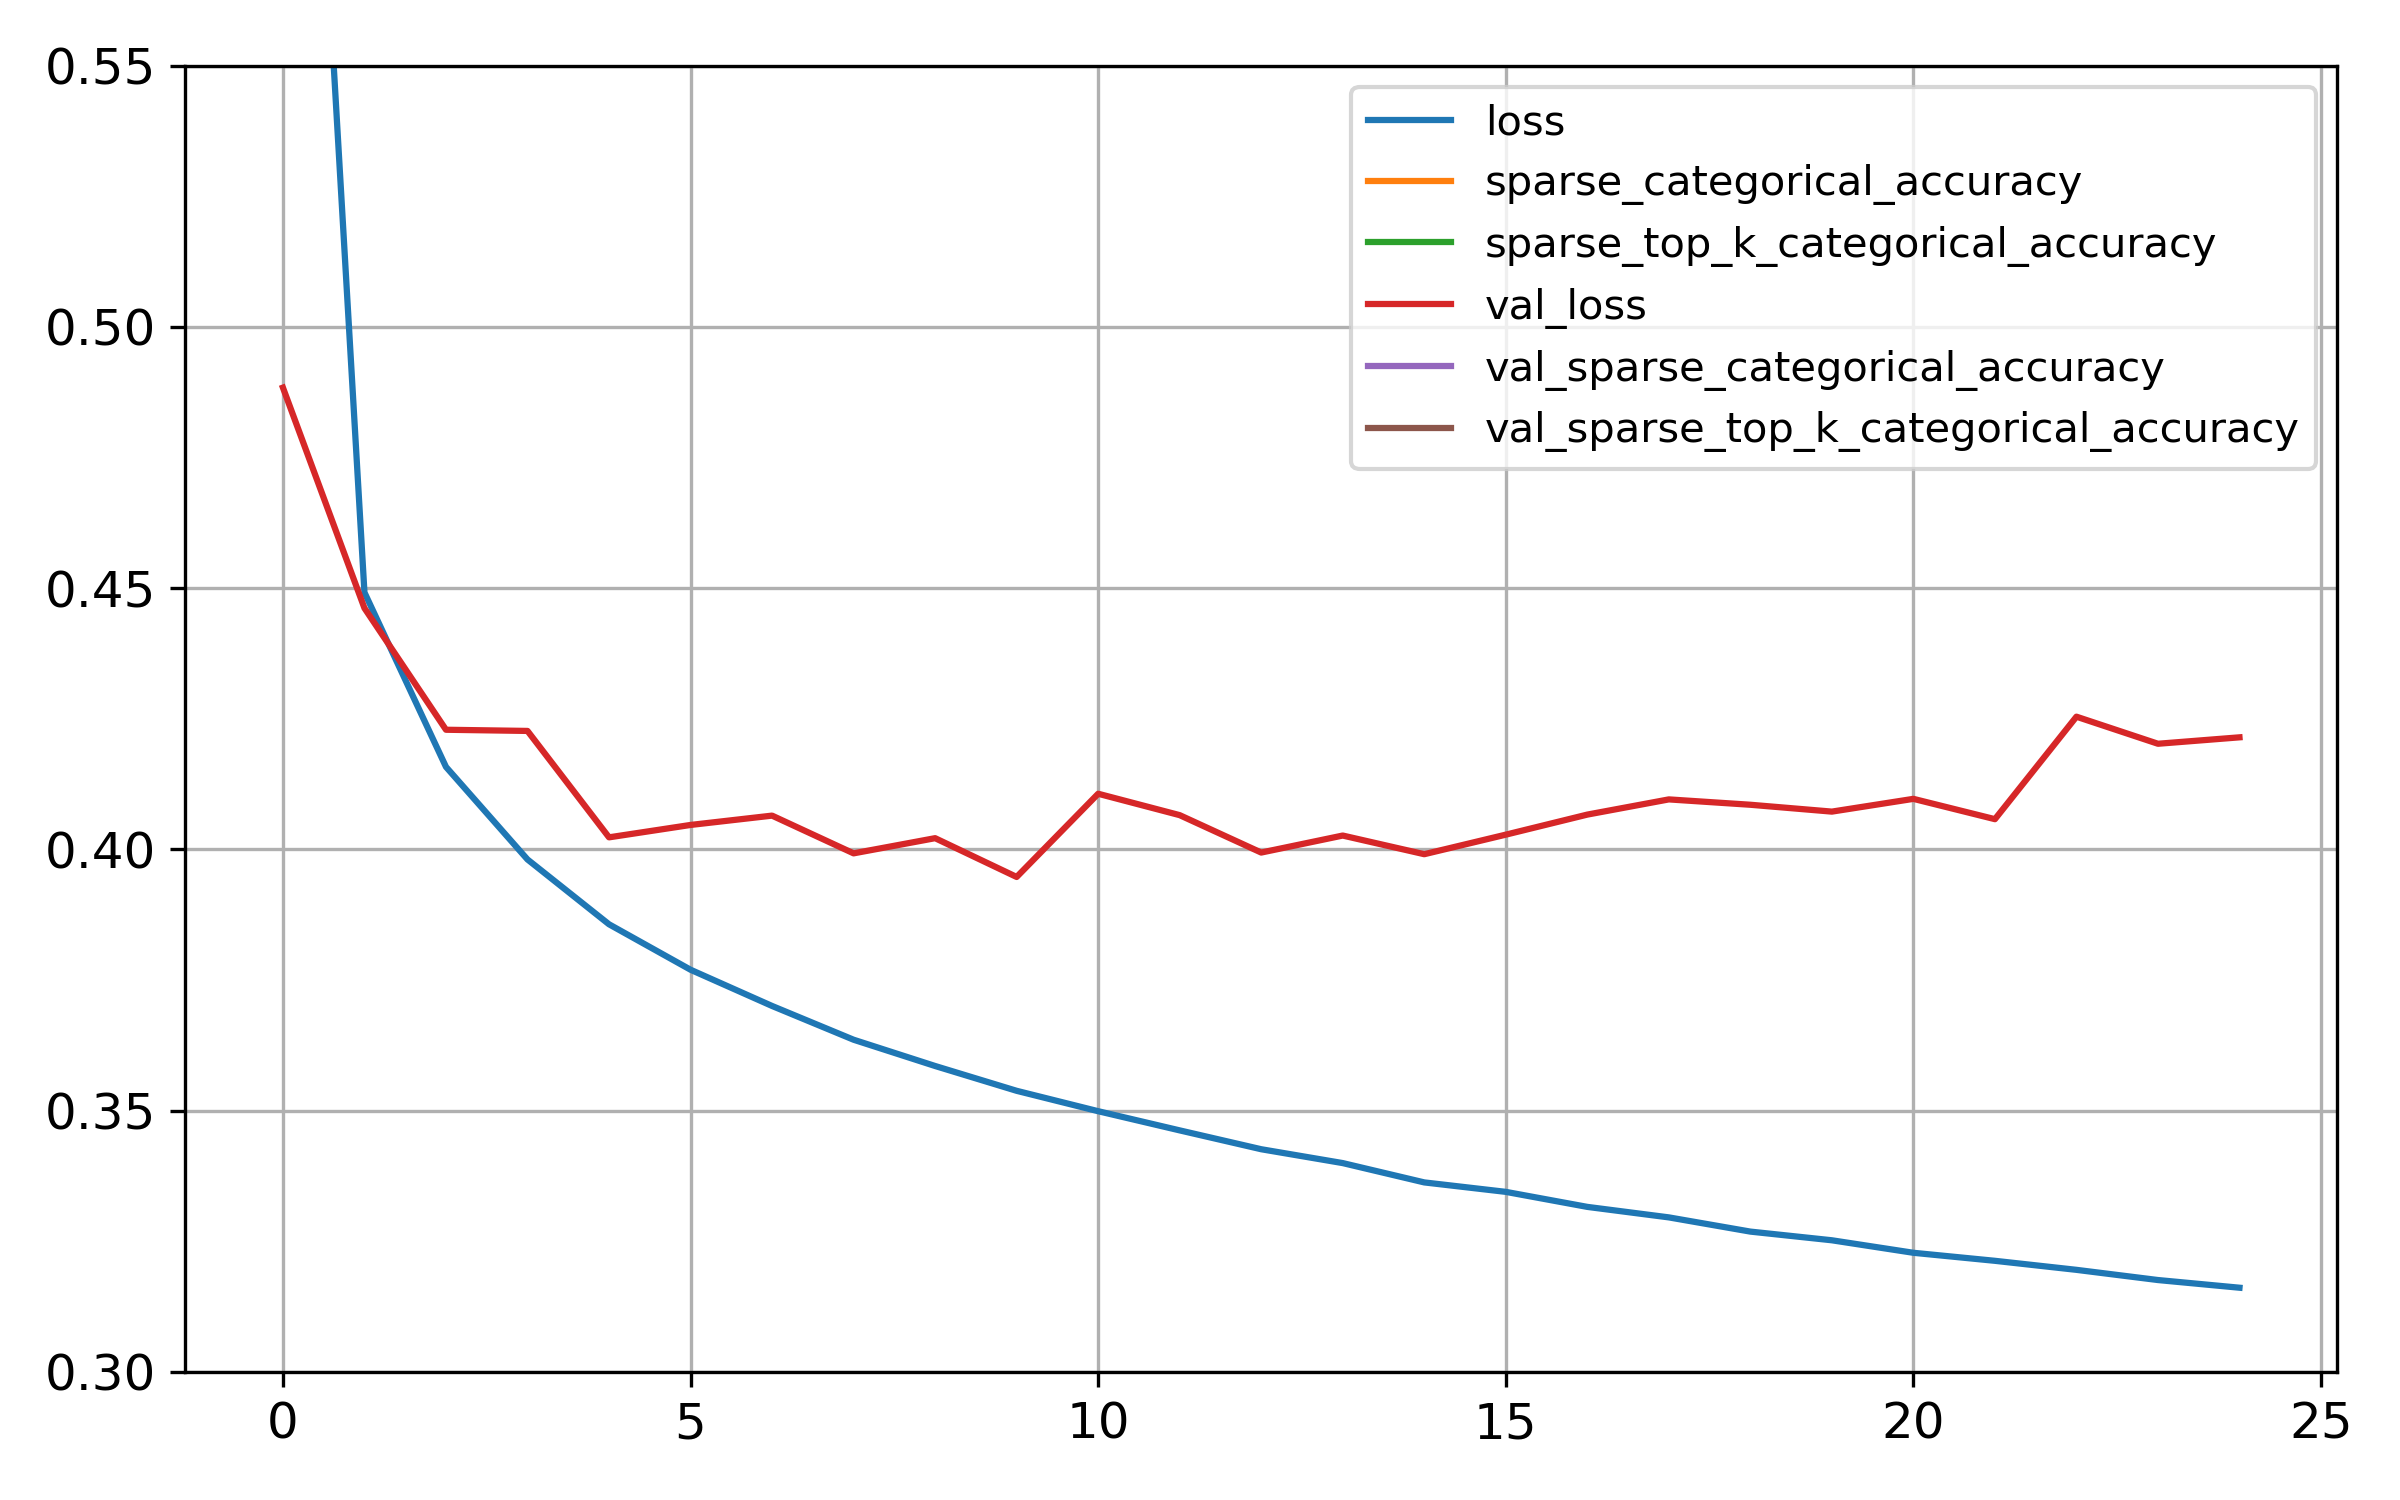 0.55
0.50
0.45
0.40
0.35
0.30
0
5
10
15
20
25
loss
sparse_categorical_accuracy
sparse_top_k_categorical_accuracy
val_loss
val_sparse_categorical_accuracy
val_sparse_top_k_categorical_accuracy